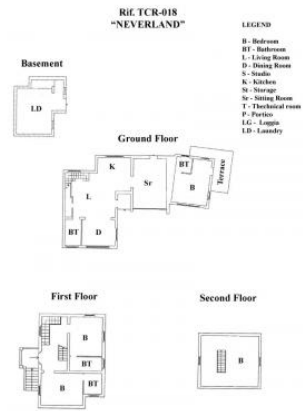 Rif. TCR-018
“NEVERLAND”
LEGEND
B - Bedroom
BT - Bathroom
L - Living Room
D - Dining Room
S - Studio
K - Kitchen
St - Storage
Sr - Sitting Room
T - Thechnical room
P - Portico
LG - Loggia
LD - Laundry
Basement
LD
Ground Floor
K
BT
Terrace
Sr
B
L
BT
D
First Floor
B
BT
B
BT
Second Floor
B